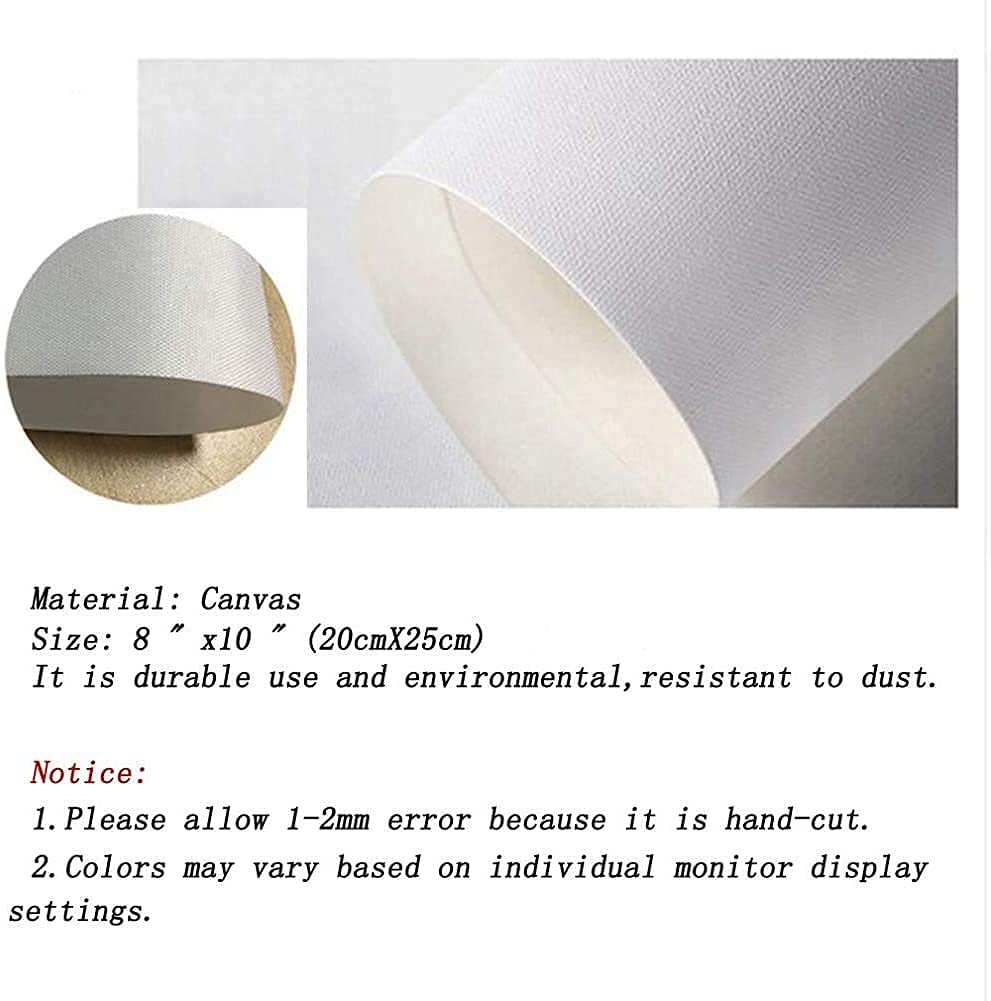 Material: Canvas
Size: 8 ″ x10 ″ (20cmX25cm)
It is durable use and environmental,resistant to dust.
Notice:
1.Please allow 1-2mm error because it is hand-cut.
2.Colors may vary based on individual monitor display
settings.